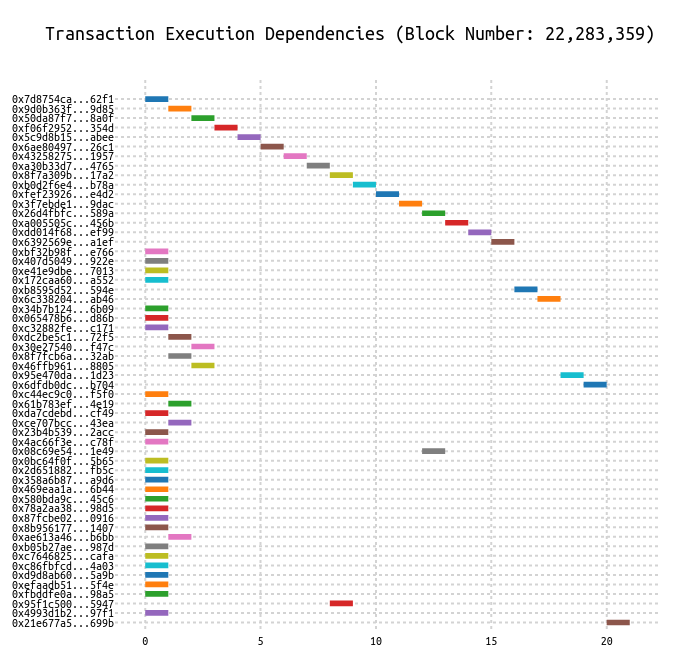 Transaction Execution Dependencies (Block Number: 22,283,359)
0x7d8754ca...62f1
0x9d0b363f...9d85
0x50da87f7...8a0f
0xf06f2952...354d
0x5c9d8b15...abee
0x6ae80497...26c1
0x43258275...1957
0xa30b33d7...4765
0x8f7a309b...17a2
0xb0d2f6e4...b78a
0xfef23926...e4d2
0x3f7ebde1...9dac
0x26d4fbfc...589a
0xa005505c...456b
0xdd014f68...ef99
0x6392569e...a1ef
0xbf32b98f...e766
0x407d5049...922e
0xe41e9dbe...7013
0x172caa60...a552
0xb8595d52...594e
0x6c338204...ab46
0x34b7b124...6b09
0x065478b6...d86b
0xc32882fe...c171
0xdc2be5c1...72f5
0x30e27540...f47c
0x8f7fcb6a...32ab
0x46ffb961...8805
0x95e470da...1d23
0x6dfdb0dc...b704
0xc44ec9c0...f5f0
0x61b783ef...4e19
0xda7cdebd...cf49
0xce707bcc...43ea
0x23b4b539...2acc
0x4ac66f3e...c78f
0x08c69e54...1e49
0x0bc64f0f...5b65
0x2d651882...fb5c
0x358a6b87...a9d6
0x469eaa1a...6b44
0x580bda9c...45c6
0x78a2aa38...98d5
0x87fcbe02...0916
0x8b956177...1407
0xae613a46...b6bb
0xb05b27ae...987d
0xc7646825...cafa
0xc86fbfcd...4a03
0xd9d8ab60...5a9b
0xefaadb51...5f4e
0xfbddfe0a...98a5
0x95f1c500...5947
0x4993d1b2...97f1
0x21e677a5...699b
0 5 10 15 20